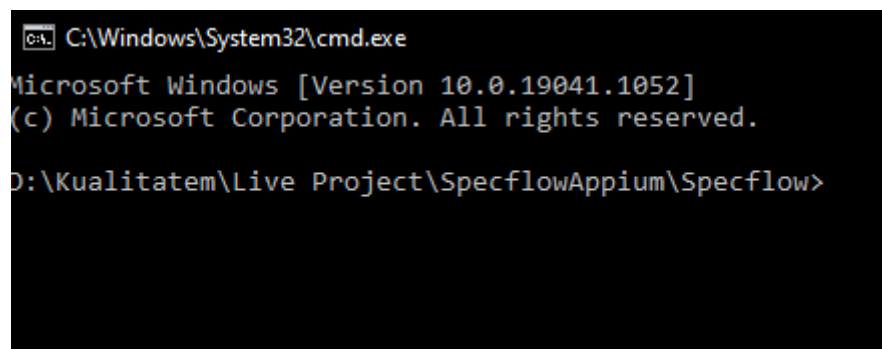 C:\Windows\System32\cmd.exe
Microsoft Windows [Version 10.0.19041.1052]
(c) Microsoft Corporation. All rights reserved.
D:\Kualitatem\Live Project\SpecflowAppium\Specflow>